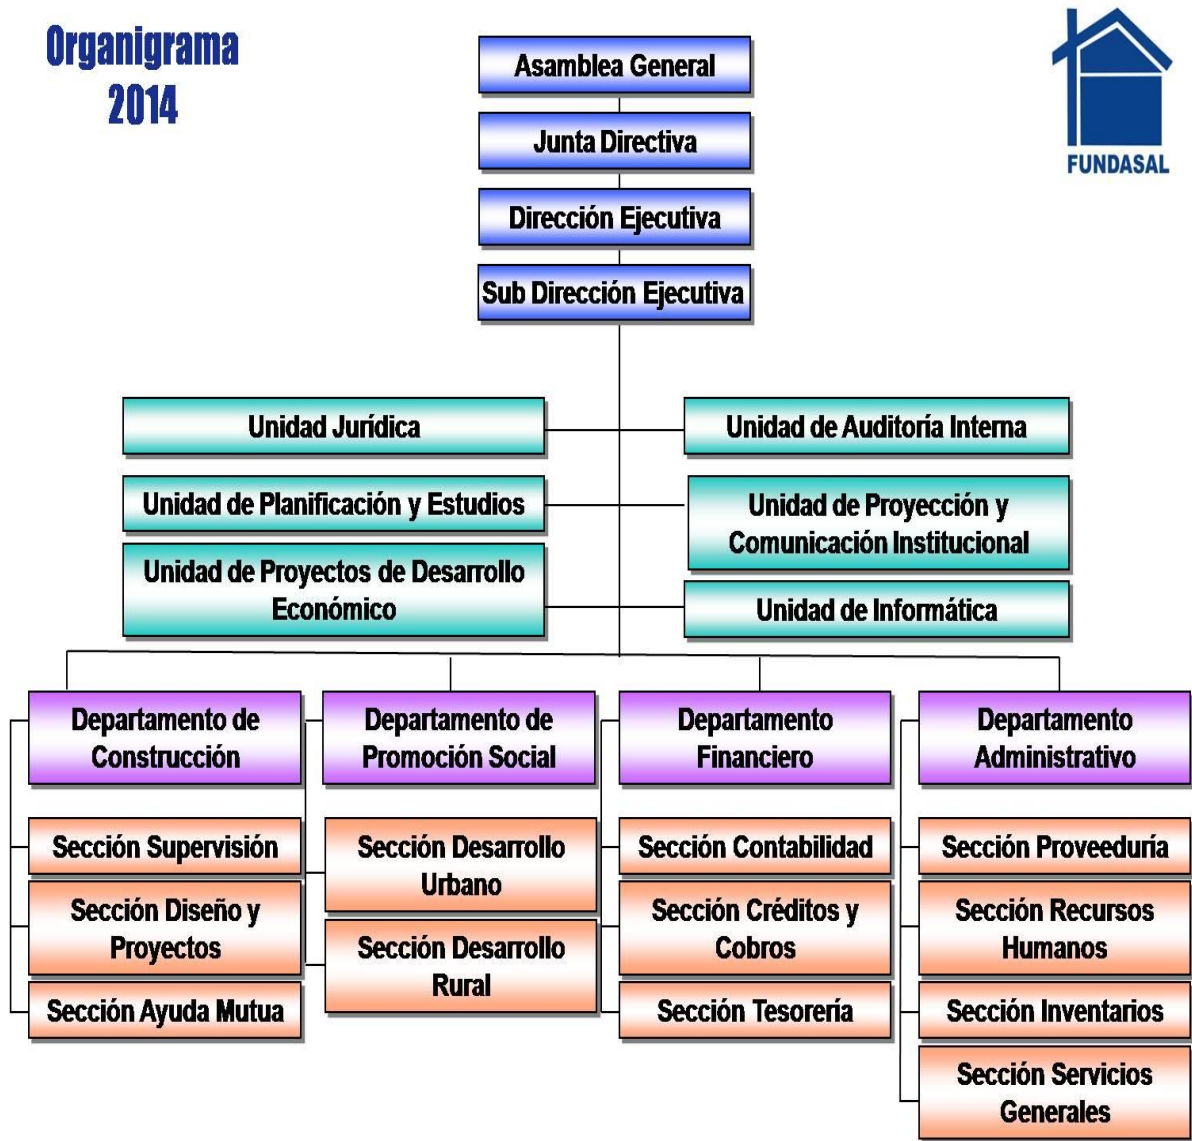 Organigrama
2014
FUNDASAL
Asamblea General
Junta Directiva
Dirección Ejecutiva
Sub Dirección Ejecutiva
Unidad Jurídica
Unidad de Auditoría Interna
Unidad de Planificación y Estudios
Unidad de Proyección y
Comunicación Institucional
Unidad de Proyectos de Desarrollo
Económico
Unidad de Informática
Departamento de
Construcción
Sección Supervisión
Sección Diseño y
Proyectos
Sección Ayuda Mutua
Departamento de
Promoción Social
Sección Desarrollo
Urbano
Sección Desarrollo
Rural
Departamento
Financiero
Sección Contabilidad
Sección Créditos y
Cobros
Sección Tesorería
Departamento
Administrativo
Sección Proveeduría
Sección Recursos
Humanos
Sección Inventarios
Sección Servicios
Generales